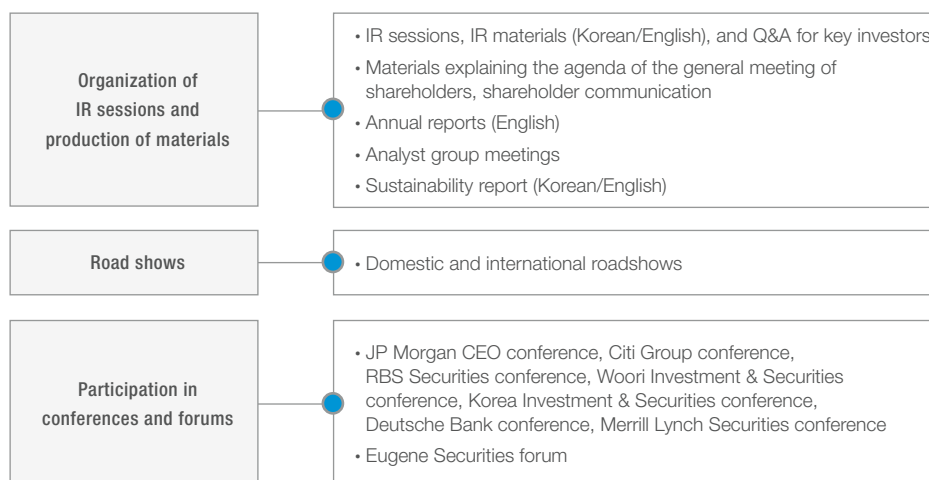 Organization of
IR sessions and
production of materials
• IR sessions, IR materials (Korean/English), and Q&A for key investors
• Materials explaining the agenda of the general meeting of
shareholders, shareholder communication
• Annual reports (English)
• Analyst group meetings
• Sustainability report (Korean/English)
Road shows
• Domestic and international roadshows
Participation in
conferences and forums
• JP Morgan CEO conference, Citi Group conference,
RBS Securities conference, Woori Investment & Securities
conference, Korea Investment & Securities conference,
Deutsche Bank conference, Merrill Lynch Securities conference
• Eugene Securities forum